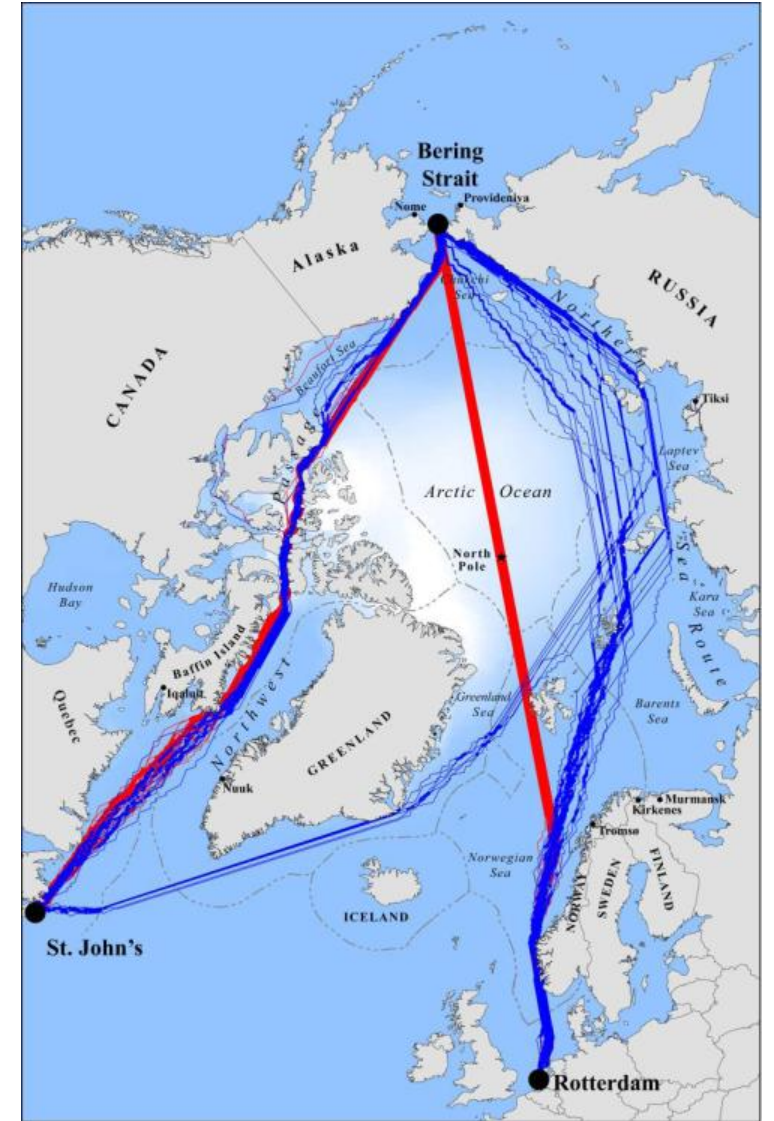 Bering
Strait
Nome
Provideniya
Alaska
Chukchi
Sea
RUSSIA
Northern
Sea Route
Beaufort Sea
CANADA
Tiksi
Laptev
Sea
Passage
Arctic Ocean
North
Pole
Kara
Sea
Hudson
Bay
Baffin Island
Iqaluit
Northwest
Quebec
Greenland
Sea
Barents
Sea
GREENLAND
Nuuk
Murmansk
Kirkenes
Tromsø
Norwegian
Sea
NORWAY
SWEDEN
FINLAND
ICELAND
St. John's
Rotterdam